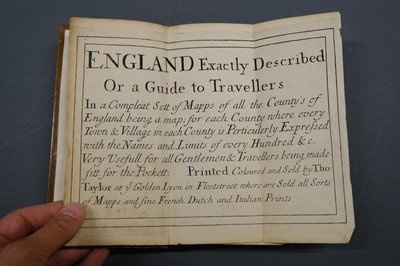 ENGLAND Exactly Described
Or a Guide to Travellers
In a Compleat Sett of Mapps of all the County's of
England being a map: for each County where every
Town & Village in each County is Perticulerly Expressed
with the Names and Limits of every Hundred &c.
Very Usefull for all Gentlemen & Travellers being made
fitt for the Pockett. Printed Coloured and Sold by Tho
Taylor at ye Golden Lyon in Fleetstreet where are Sold all Sorts
of Mapps and fine French Dutch and Italian Prints